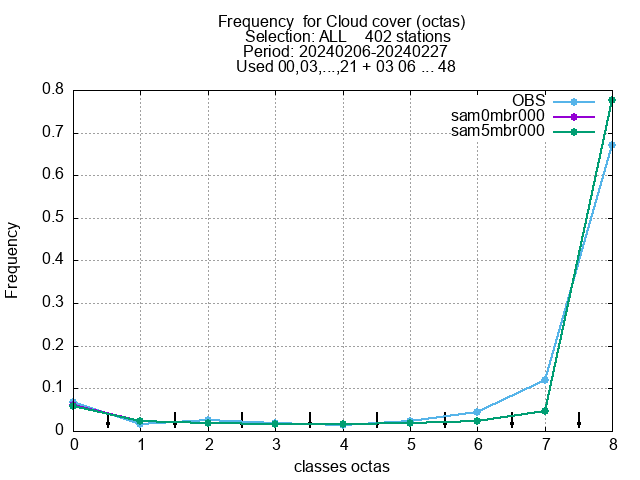 Frequency  for Cloud cover (octas)
Selection: ALL    402 stations
Period: 20240206-20240227
Used 00,03,...,21 + 03 06 ... 48
OBS
sam0mbr000
sam5mbr000
0.8
0.7
0.6
0.5
0.4
0.3
0.2
0.1
0
Frequency
0 1 2 3 4 5 6 7 8
classes octas